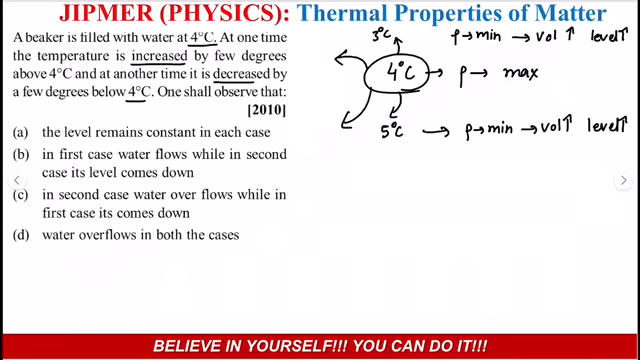 JIPMER (PHYSICS): Thermal Properties of Matter
A beaker is filled with water at 4°C. At one time
the temperature is increased by few degrees
above 4°C and at another time it is decreased by
a few degrees below 4°C. One shall observe that:
[2010]
(a) the level remains constant in each case
(b) in first case water flows while in second
case its level comes down
(c) in second case water over flows while in
first case its comes down
(d) water overflows in both the cases
3°C ρ→min → vol ↑ level↑
4°C → ρ → max
5°C → ρ→min → vol↑ level↑
BELIEVE IN YOURSELF!!! YOU CAN DO IT!!!